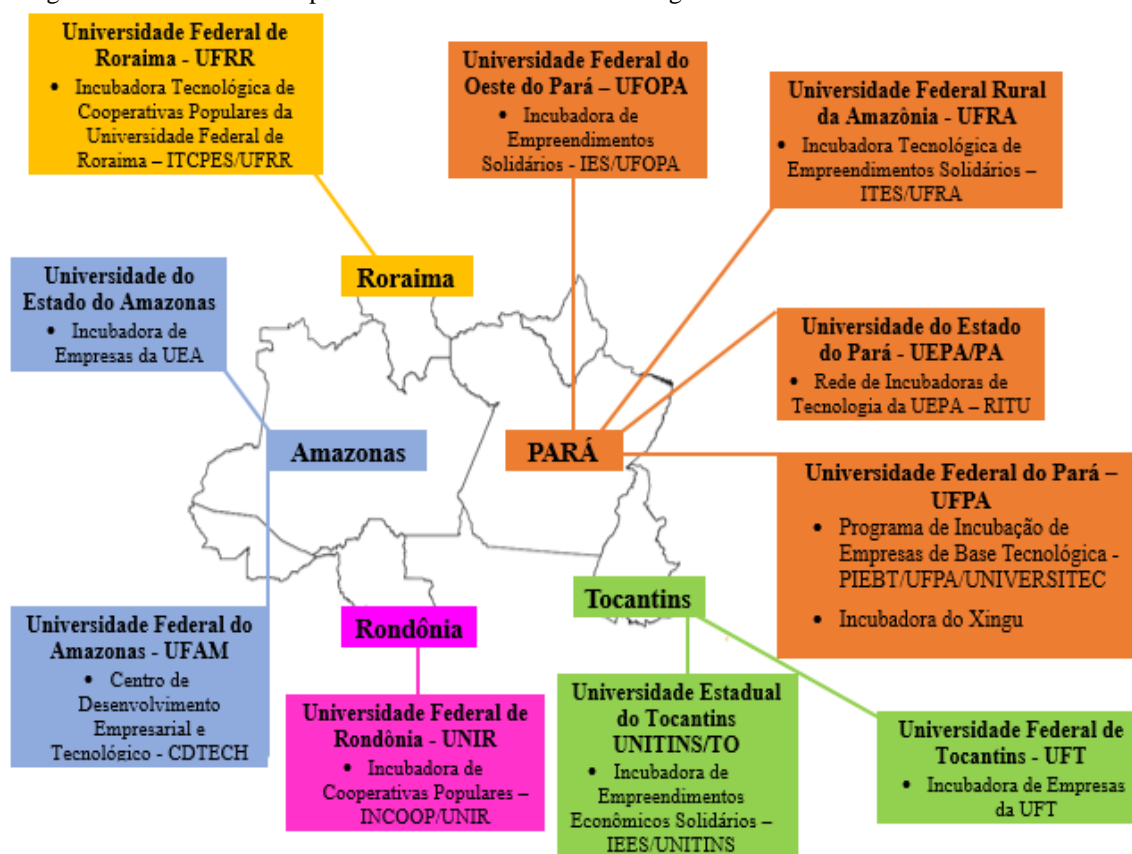 Universidade Federal de
Roraima - UFRR
• Incubadora Tecnológica de
Cooperativas Populares da
Universidade Federal de
Roraima – ITCPES/UFRR
Universidade Federal do
Oeste do Pará – UFOPA
• Incubadora de
Empreendimentos
Solidários - IES/UFOPA
Universidade Federal Rural
da Amazônia - UFRA
• Incubadora Tecnológica de
Empreendimentos Solidários –
ITES/UFRA
Roraima
Universidade do
Estado do Amazonas
• Incubadora de
Empresas da UEA
Universidade do Estado
do Pará - UEPA/PA
• Rede de Incubadoras de
Tecnologia da UEPA – RITU
Amazonas
PARÁ
Universidade Federal do Pará –
UFPA
• Programa de Incubação de
Empresas de Base Tecnológica -
PIEBT/UFPA/UNIVERSITEC
• Incubadora do Xingu
Tocantins
Rondônia
Universidade Federal do
Amazonas - UFAM
• Centro de
Desenvolvimento
Empresarial e
Tecnológico - CDTECH
Universidade Federal de
Rondônia - UNIR
• Incubadora de
Cooperativas Populares –
INCOOP/UNIR
Universidade Estadual
do Tocantins
UNITINS/TO
• Incubadora de
Empreendimentos
Econômicos Solidários –
IEES/UNITINS
Universidade Federal de
Tocantins - UFT
• Incubadora de Empresas
da UFT